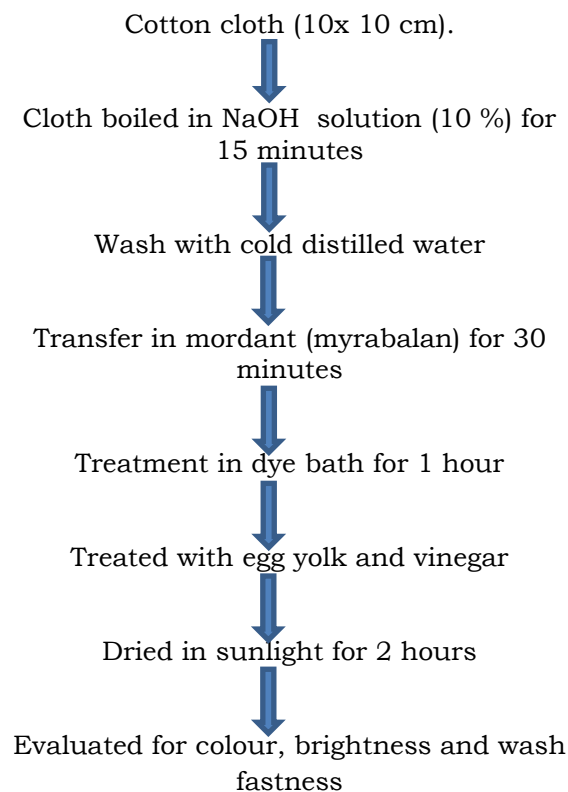 Cotton cloth (10x 10 cm).
Cloth boiled in NaOH solution (10 %) for
15 minutes
Wash with cold distilled water
Transfer in mordant (myrabalan) for 30
minutes
Treatment in dye bath for 1 hour
Treated with egg yolk and vinegar
Dried in sunlight for 2 hours
Evaluated for colour, brightness and wash
fastness